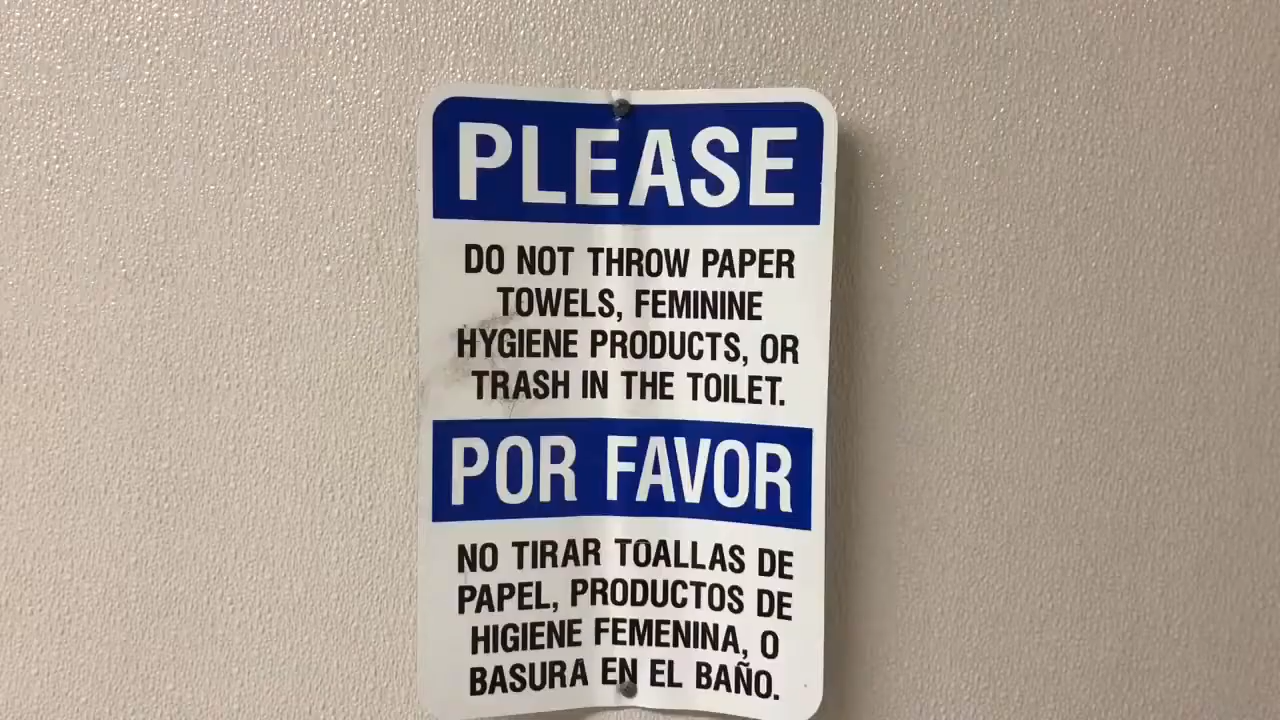 PLEASE
DO NOT THROW PAPER
TOWELS, FEMININE
HYGIENE PRODUCTS, OR
TRASH IN THE TOILET.
POR FAVOR
NO TIRAR TOALLAS DE
PAPEL, PRODUCTOS DE
HIGIENE FEMENINA, O
BASURA EN EL BAÑO.